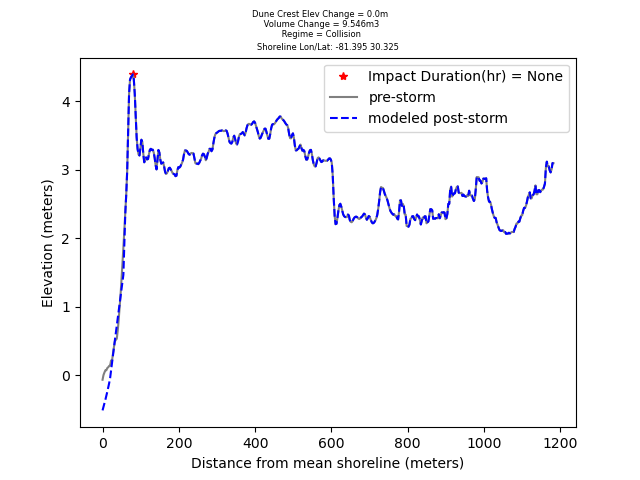 Dune Crest Elev Change = 0.0m
Volume Change = 9.546m3
Regime = Collision
Shoreline Lon/Lat: -81.395 30.325
Impact Duration(hr) = None
pre-storm
modeled post-storm
Elevation (meters)
4
3
2
1
0
0 200 400 600 800 1000 1200
Distance from mean shoreline (meters)